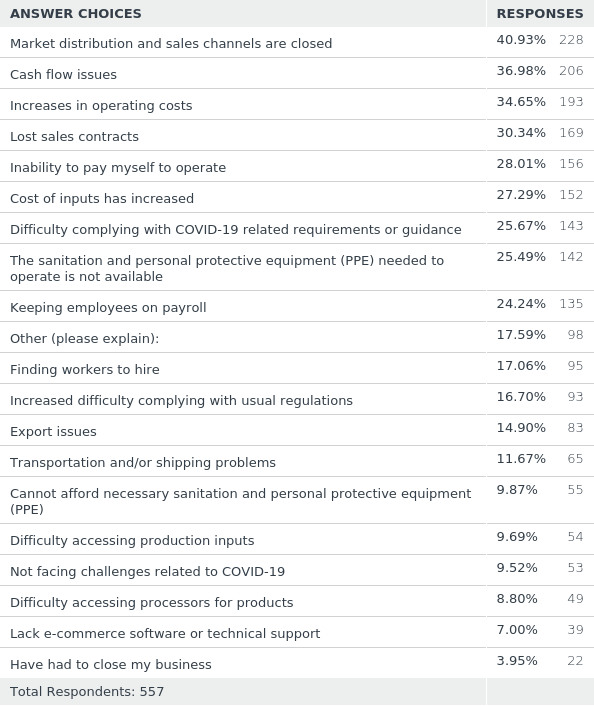 ANSWER CHOICES RESPONSES
Market distribution and sales channels are closed 40.93% 228
Cash flow issues 36.98% 206
Increases in operating costs 34.65% 193
Lost sales contracts 30.34% 169
Inability to pay myself to operate 28.01% 156
Cost of inputs has increased 27.29% 152
Difficulty complying with COVID-19 related requirements or guidance 25.67% 143
The sanitation and personal protective equipment (PPE) needed to 25.49% 142
operate is not available
Keeping employees on payroll 24.24% 135
Other (please explain): 17.59% 98
Finding workers to hire 17.06% 95
Increased difficulty complying with usual regulations 16.70% 93
Export issues 14.90% 83
Transportation and/or shipping problems 11.67% 65
Cannot afford necessary sanitation and personal protective equipment 9.87% 55
(PPE)
Difficulty accessing production inputs 9.69% 54
Not facing challenges related to COVID-19 9.52% 53
Difficulty accessing processors for products 8.80% 49
Lack e-commerce software or technical support 7.00% 39
Have had to close my business 3.95% 22
Total Respondents: 557